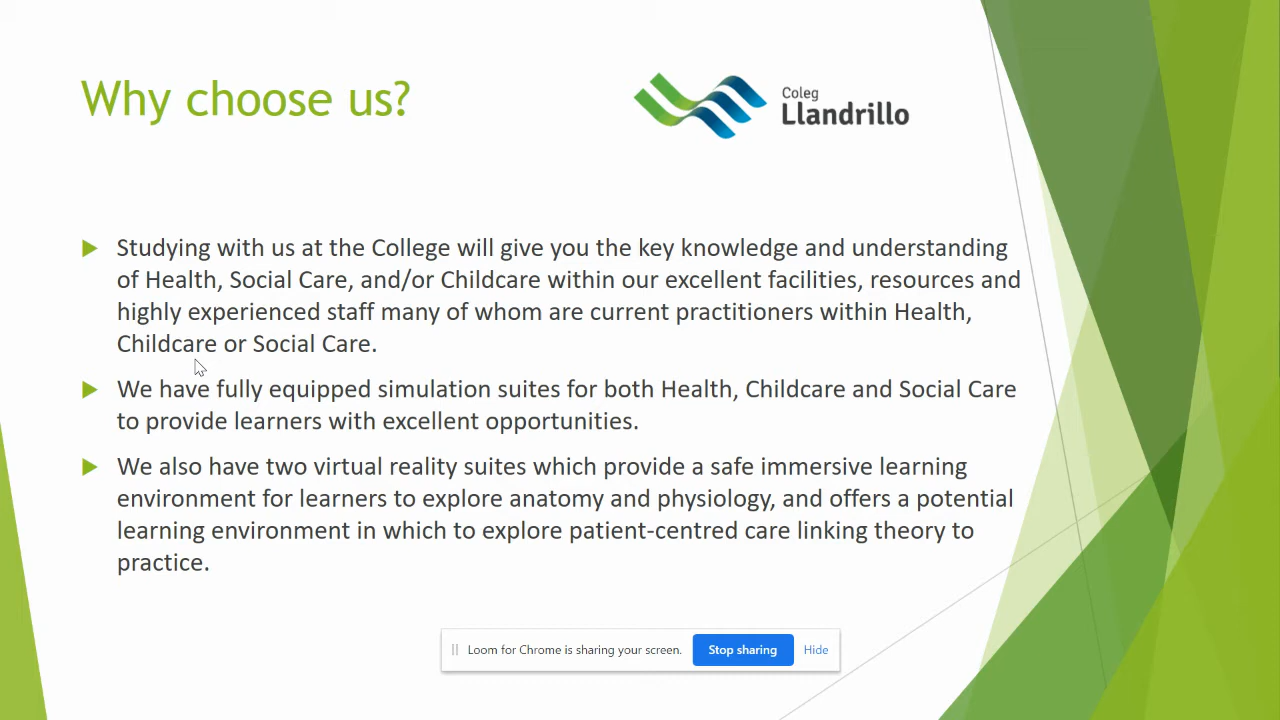 Why choose us?
Coleg
Llandrillo
Studying with us at the College will give you the key knowledge and understanding
of Health, Social Care, and/or Childcare within our excellent facilities, resources and
highly experienced staff many of whom are current practitioners within Health,
Childcare or Social Care.
We have fully equipped simulation suites for both Health, Childcare and Social Care
to provide learners with excellent opportunities.
We also have two virtual reality suites which provide a safe immersive learning
environment for learners to explore anatomy and physiology, and offers a potential
learning environment in which to explore patient-centred care linking theory to
practice.
Loom for Chrome is sharing your screen. Stop sharing Hide